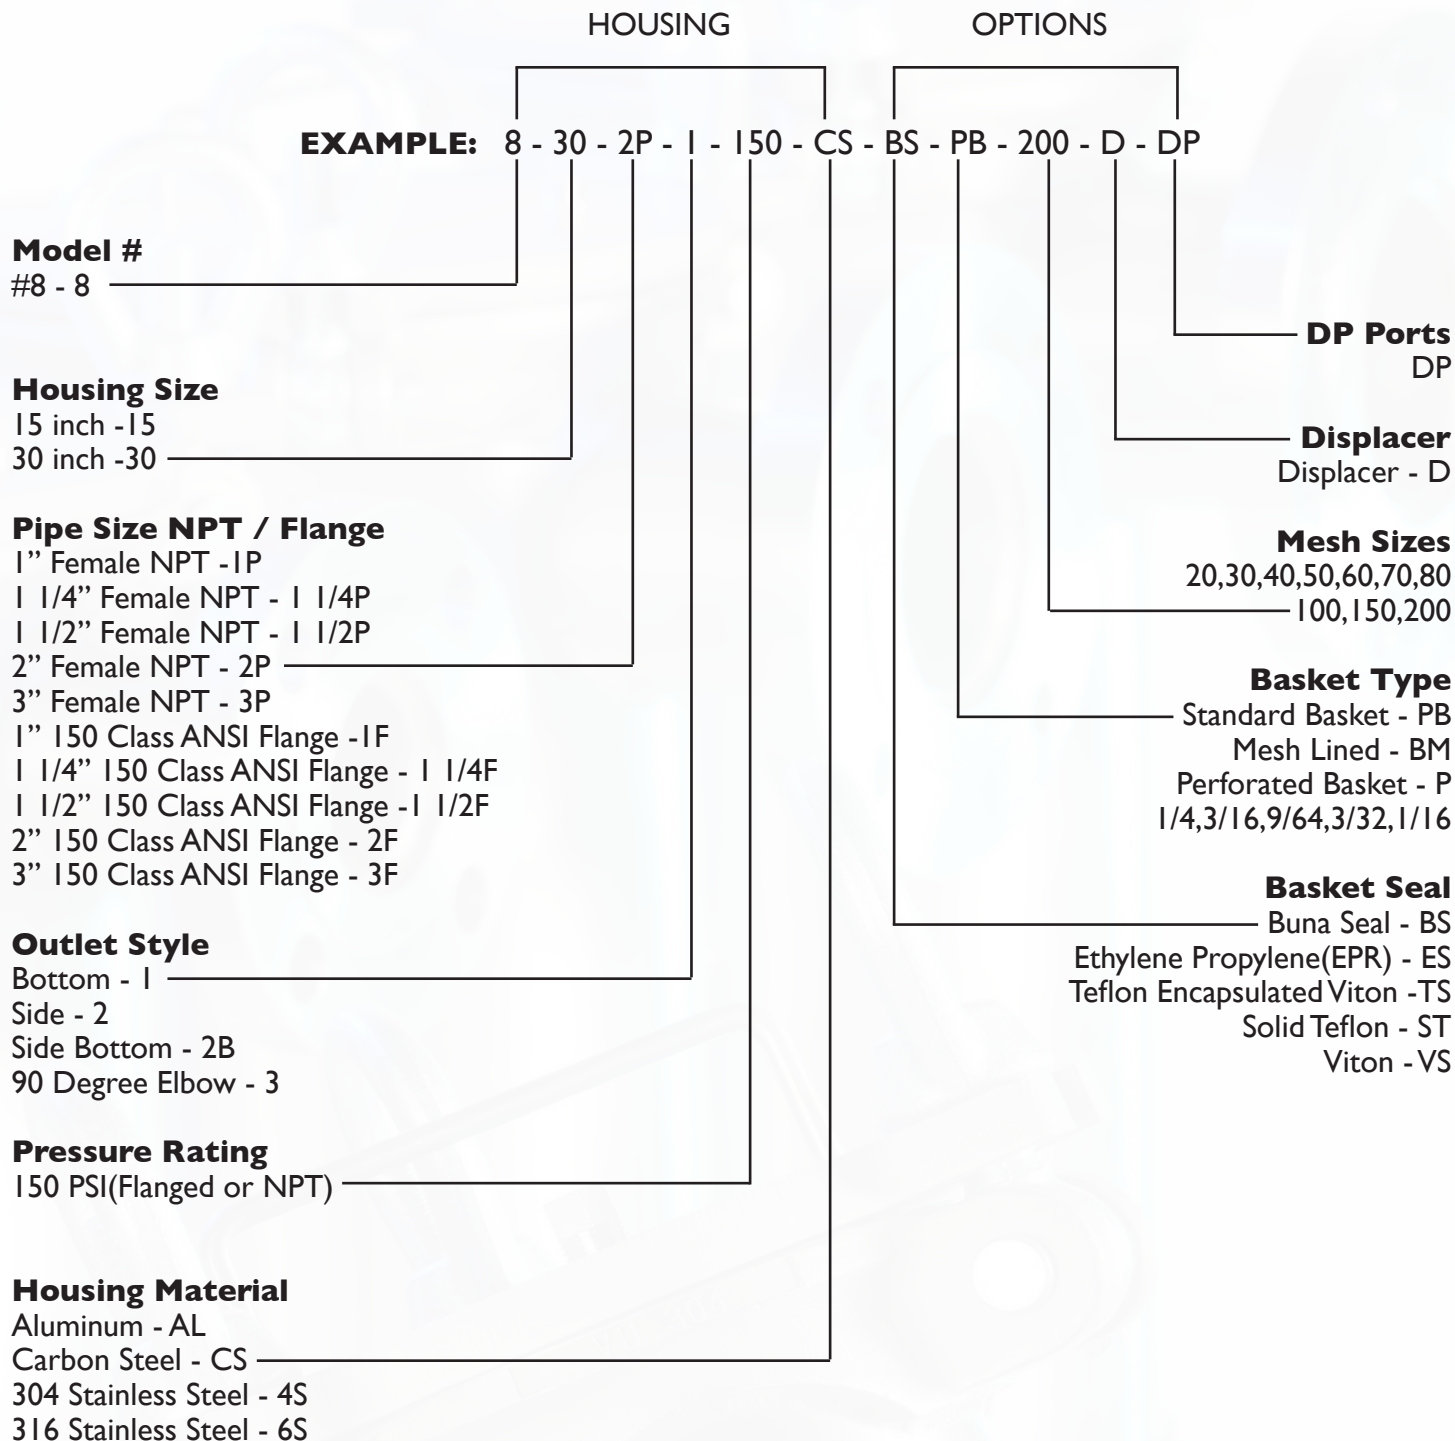 HOUSING OPTIONS
EXAMPLE: 8 - 30 - 2P - 1 - 150 - CS - BS - PB - 200 - D - DP
Model #
#8 - 8
Housing Size
15 inch -15
30 inch -30
Pipe Size NPT / Flange
1” Female NPT -1P
1 1/4” Female NPT - 1 1/4P
1 1/2” Female NPT - 1 1/2P
2” Female NPT - 2P
3” Female NPT - 3P
1” 150 Class ANSI Flange -1F
1 1/4” 150 Class ANSI Flange - 1 1/4F
1 1/2” 150 Class ANSI Flange -1 1/2F
2” 150 Class ANSI Flange - 2F
3” 150 Class ANSI Flange - 3F
Outlet Style
Bottom - 1
Side - 2
Side Bottom - 2B
90 Degree Elbow - 3
Pressure Rating
150 PSI(Flanged or NPT)
Housing Material
Aluminum - AL
Carbon Steel - CS
304 Stainless Steel - 4S
316 Stainless Steel - 6S
DP Ports
DP
Displacer
Displacer - D
Mesh Sizes
20,30,40,50,60,70,80
100,150,200
Basket Type
Standard Basket - PB
Mesh Lined - BM
Perforated Basket - P
1/4,3/16,9/64,3/32,1/16
Basket Seal
Buna Seal - BS
Ethylene Propylene(EPR) - ES
Teflon Encapsulated Viton -TS
Solid Teflon - ST
Viton - VS